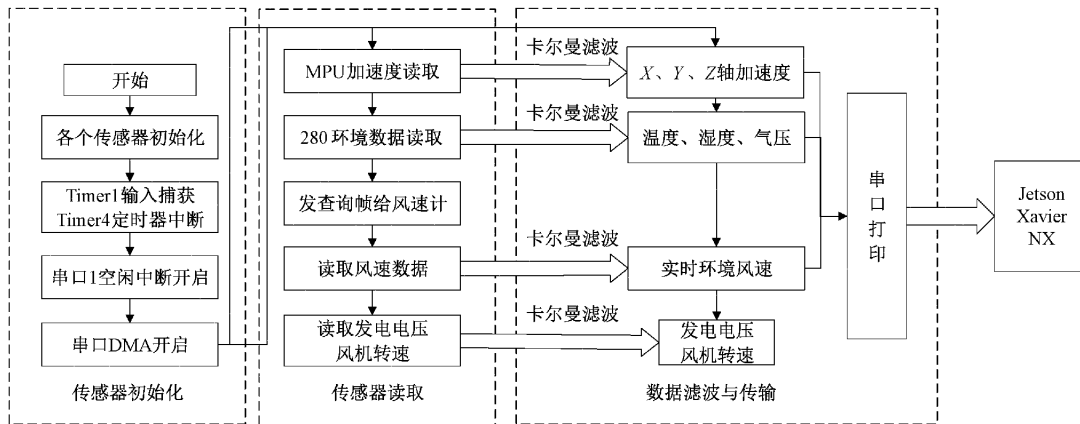 开始
各个传感器初始化
Timer1输入捕获
Timer4定时器中断
串口1空闲中断开启
串口DMA开启
传感器初始化
MPU加速度读取
280环境数据读取
发查询帧给风速计
读取风速数据
读取发电电压
风机转速
传感器读取
卡尔曼滤波
卡尔曼滤波
卡尔曼滤波
卡尔曼滤波
X、Y、Z轴加速度
温度、湿度、气压
实时环境风速
发电电压
风机转速
数据滤波与传输
串口打印
Jetson
Xavier
NX